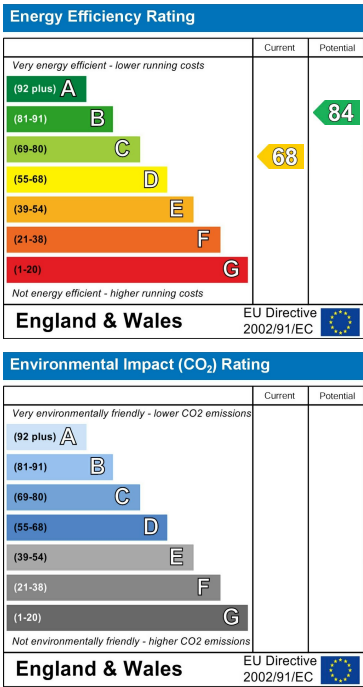 Energy Efficiency Rating
Current Potential
Very energy efficient - lower running costs
(92 plus) A
(81-91) B
84
(69-80) C
68
(55-68) D
(39-54) E
(21-38) F
(1-20) G
Not energy efficient - higher running costs
England & Wales
EU Directive
2002/91/EC
Environmental Impact (CO₂) Rating
Current Potential
Very environmentally friendly - lower CO2 emissions
(92 plus) A
(81-91) B
(69-80) C
(55-68) D
(39-54) E
(21-38) F
(1-20) G
Not environmentally friendly - higher CO2 emissions
England & Wales
EU Directive
2002/91/EC